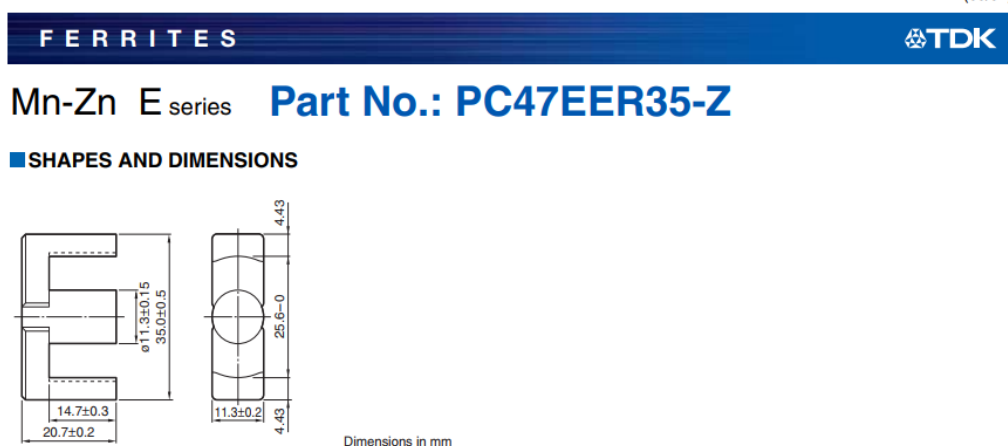 FERRITES
TDK
Mn-Zn E series Part No.: PC47EER35-Z
SHAPES AND DIMENSIONS
4.43
ø11.3±0.15
35.0±0.5
25.6–0
14.7±0.3
11.3±0.2
4.43
20.7±0.2
Dimensions in mm